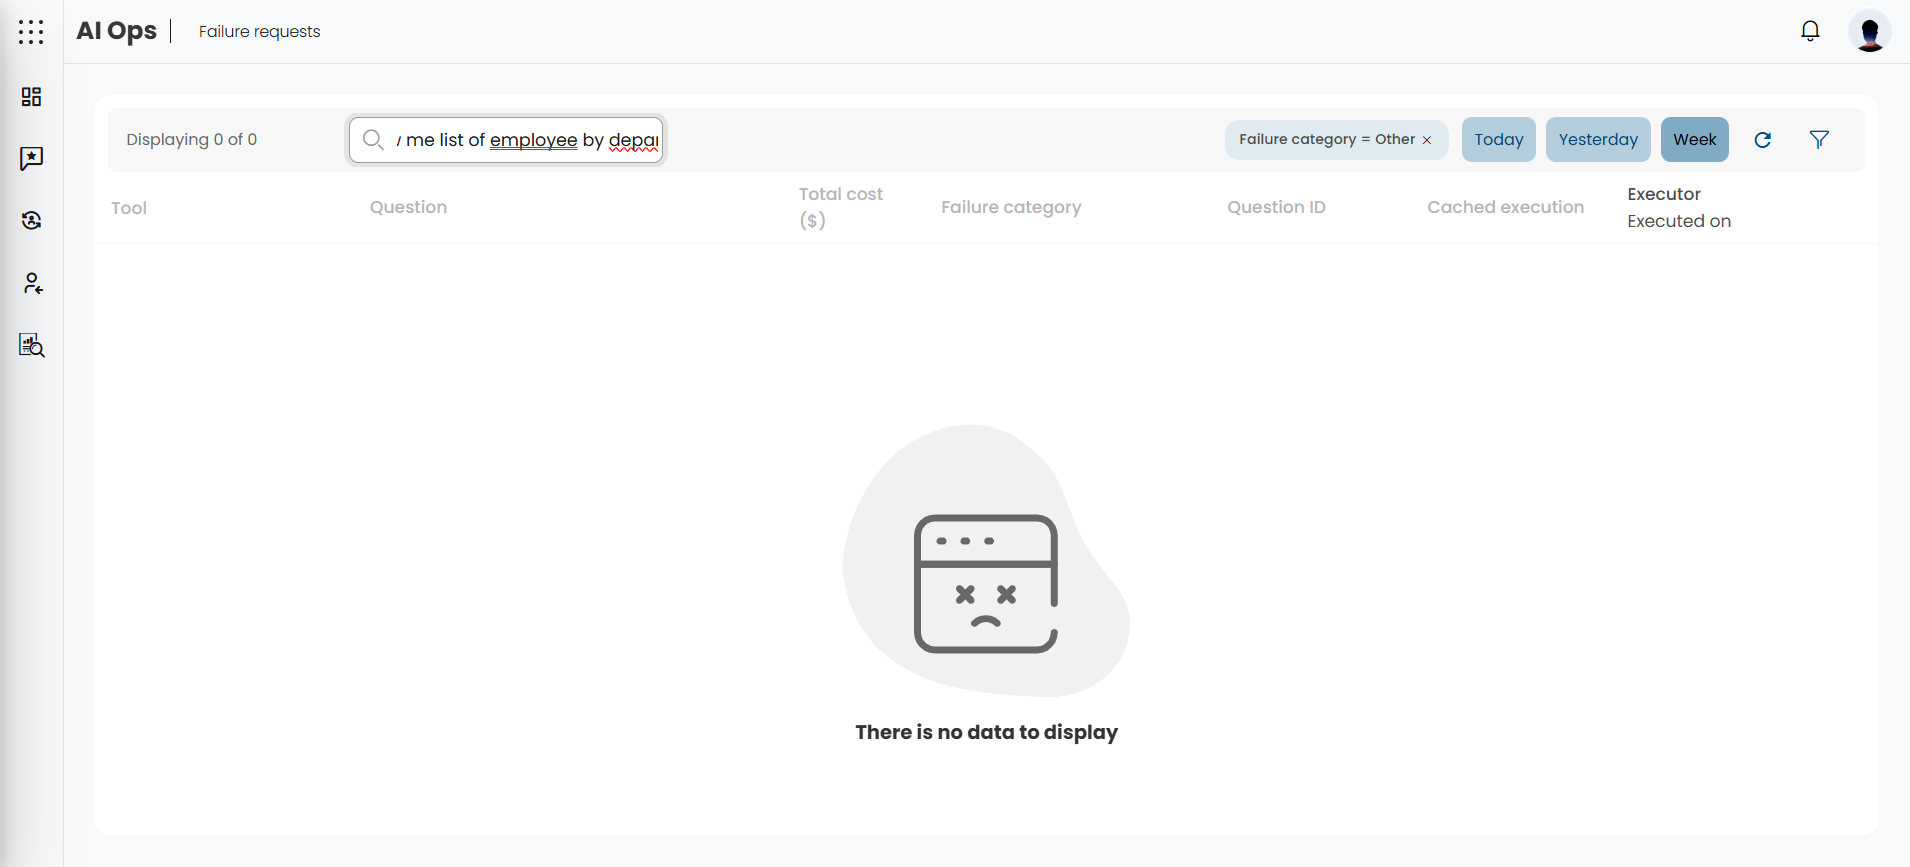 AI Ops
Failure requests
Displaying 0 of 0
me list of employee by
Failure category = Other ×
Today
Yesterday
Week
Tool
Question
Total cost
($)
Failure category
Question ID
Cached execution
Executor
Executed on
There is no data to display